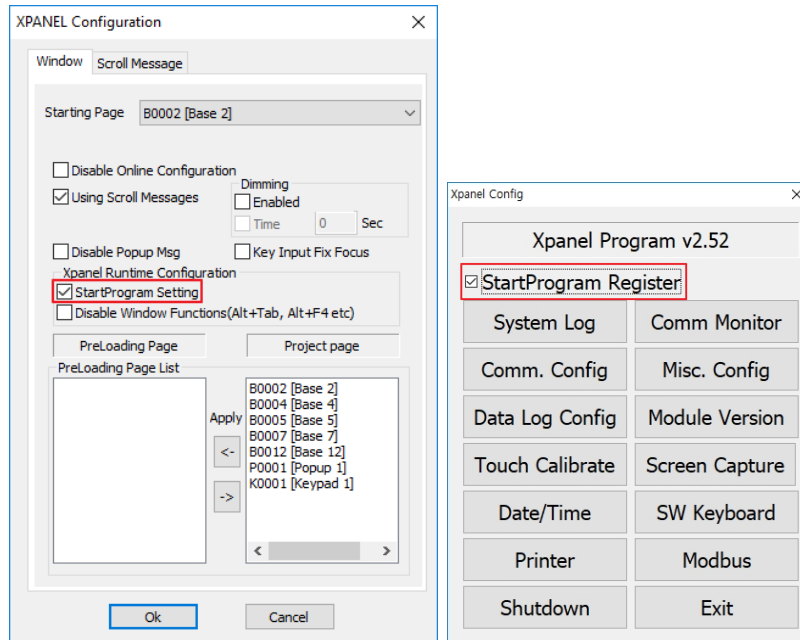 XPANEL Configuration
Window
Scroll Message
Starting Page
B0002 [Base 2]
Disable Online Configuration
Using Scroll Messages
Dimming
Enabled
Time
0
Sec
Disable Popup Msg
Key Input Fix Focus
Xpanel Runtime Configuration
StartProgram Setting
Disable Window Functions(Alt+Tab, Alt+F4 etc)
PreLoading Page
Project page
PreLoading Page List
Apply
<-
->
B0002 [Base 2]
B0004 [Base 4]
B0005 [Base 5]
B0007 [Base 7]
B0012 [Base 12]
P0001 [Popup 1]
K0001 [Keypad 1]
Ok
Cancel
Xpanel Config
Xpanel Program v2.52
StartProgram Register
System Log
Comm Monitor
Comm. Config
Misc. Config
Data Log Config
Module Version
Touch Calibrate
Screen Capture
Date/Time
SW Keyboard
Printer
Modbus
Shutdown
Exit